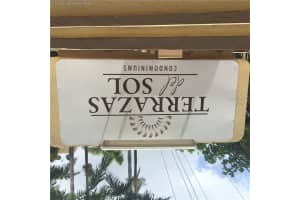 TERRAZAS
del
SOL
CONDOMINIUMS